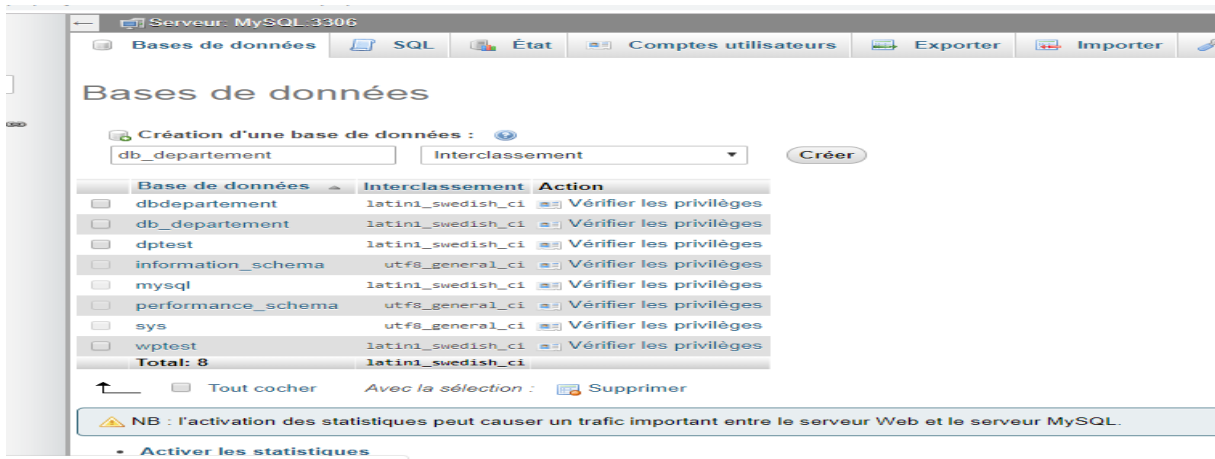 Serveur: MySQL:3306
Bases de données SQL État Comptes utilisateurs Exporter Importer
Bases de données
Création d'une base de données :
db_departement Interclassement Créer
Base de données Interclassement Action
dbdepartement latin1_swedish_ci Vérifier les privilèges
db_departement latin1_swedish_ci Vérifier les privilèges
dptest latin1_swedish_ci Vérifier les privilèges
information_schema utf8_general_ci Vérifier les privilèges
mysql latin1_swedish_ci Vérifier les privilèges
performance_schema utf8_general_ci Vérifier les privilèges
sys utf8_general_ci Vérifier les privilèges
wptest latin1_swedish_ci Vérifier les privilèges
Total: 8 latin1_swedish_ci
Tout cocher Avec la sélection : Supprimer
NB : l'activation des statistiques peut causer un trafic important entre le serveur Web et le serveur MySQL.
• Activer les statistiques